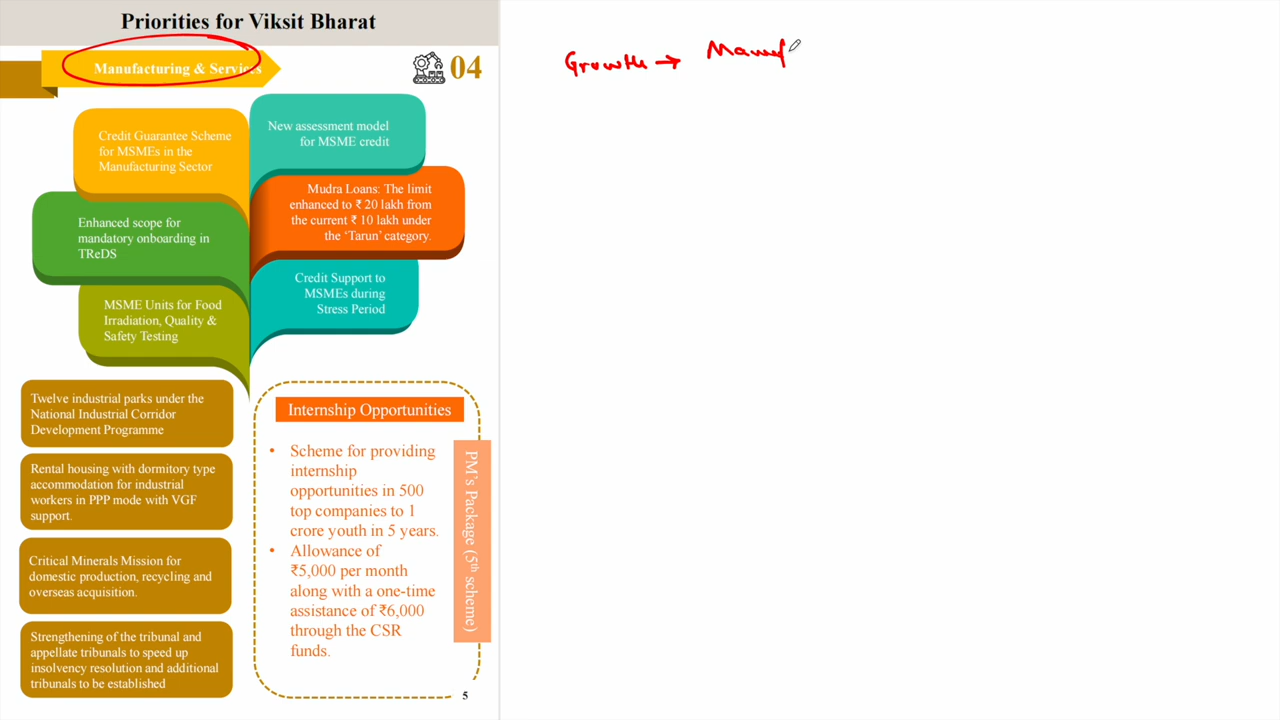 Priorities for Viksit Bharat
Manufacturing & Services
04
Credit Guarantee Scheme
for MSMEs in the
Manufacturing Sector
New assessment model
for MSME credit
Mudra Loans: The limit
enhanced to ₹ 20 lakh from
the current ₹ 10 lakh under
the ‘Tarun’ category.
Enhanced scope for
mandatory onboarding in
TReDS
Credit Support to
MSMEs during
Stress Period
MSME Units for Food
Irradiation, Quality &
Safety Testing
Twelve industrial parks under the
National Industrial Corridor
Development Programme
Rental housing with dormitory type
accommodation for industrial
workers in PPP mode with VGF
support.
Critical Minerals Mission for
domestic production, recycling and
overseas acquisition.
Strengthening of the tribunal and
appellate tribunals to speed up
insolvency resolution and additional
tribunals to be established
Internship Opportunities
• Scheme for providing
internship
opportunities in 500
top companies to 1
crore youth in 5 years.
• Allowance of
₹5,000 per month
along with a one-time
assistance of ₹6,000
through the CSR
funds.
PM's Package (5th scheme)
5
Growth → Manuf